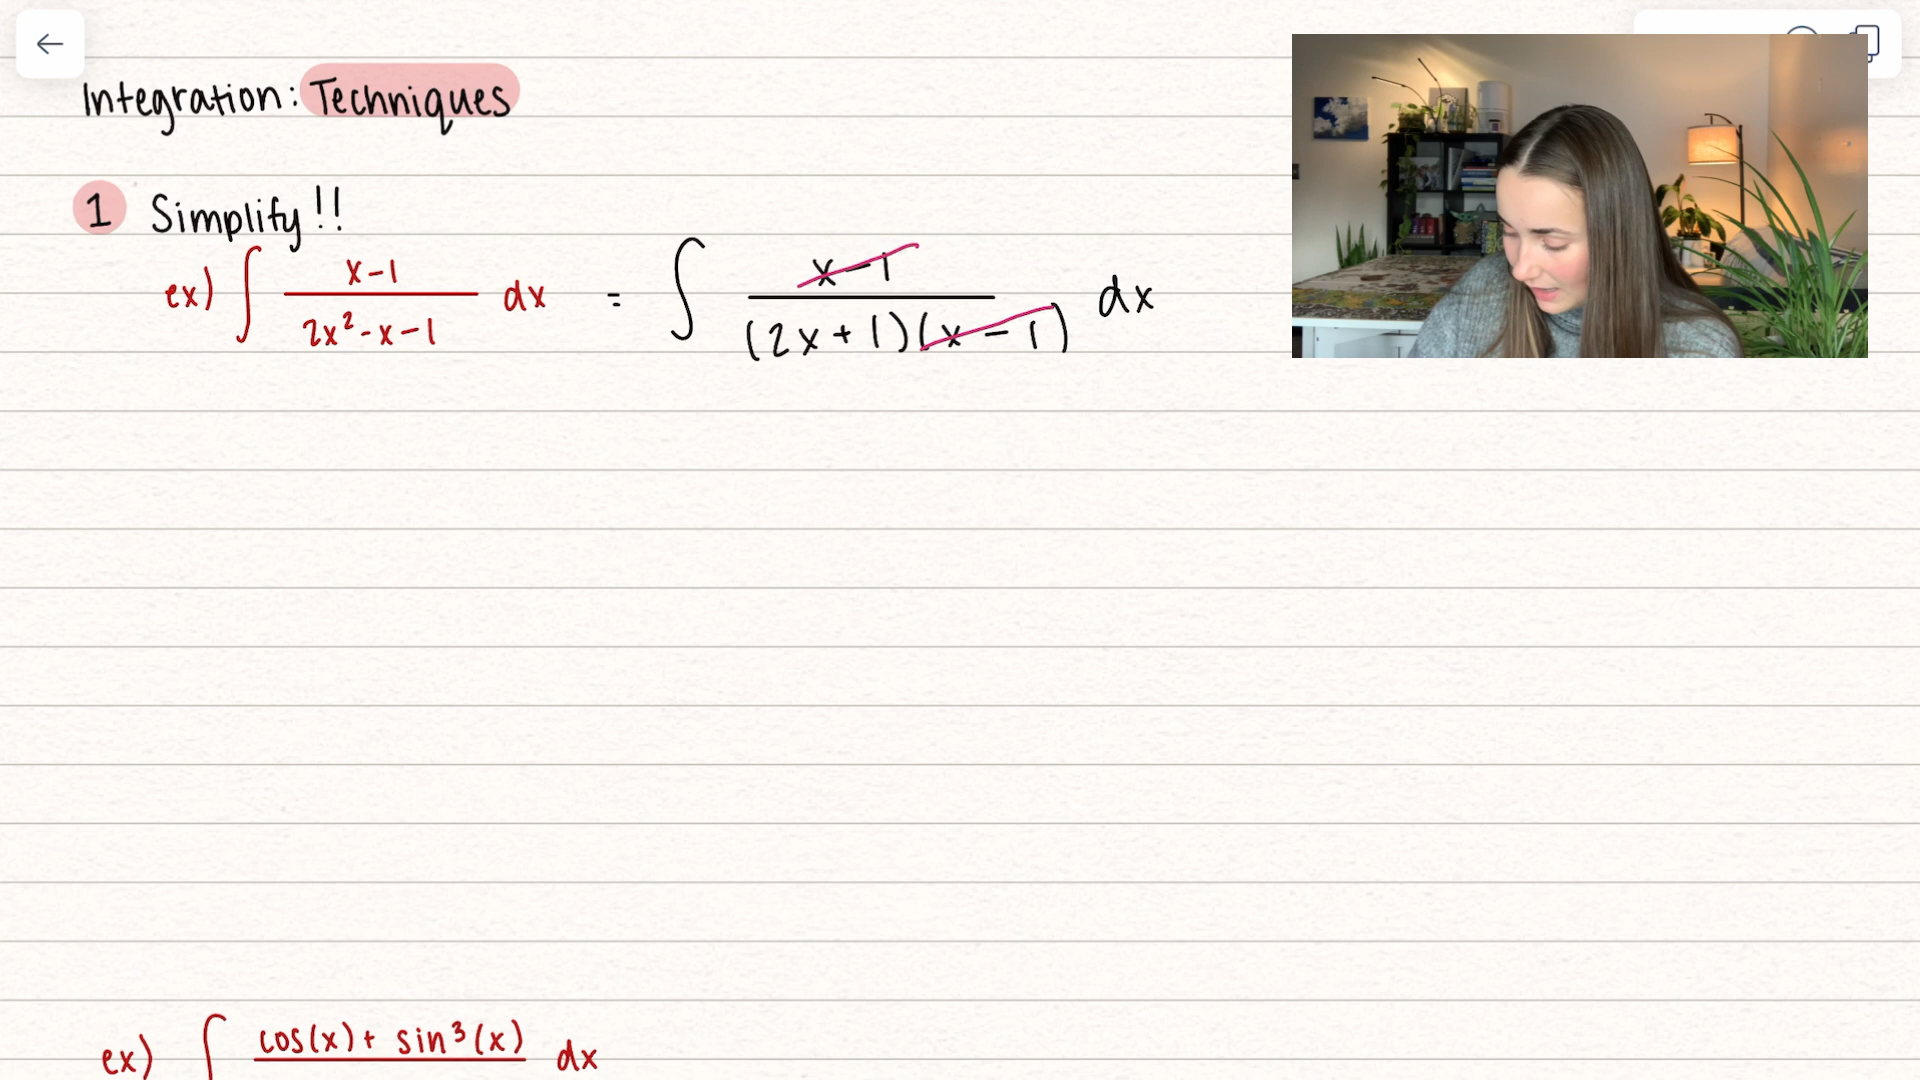 Integration: Techniques
1 Simplify!!
ex) ∫ x-1 / 2x²-x-1 dx = ∫ x-1 / (2x+1)(x-1) dx
ex) ∫ cos(x)+ sin³(x) dx